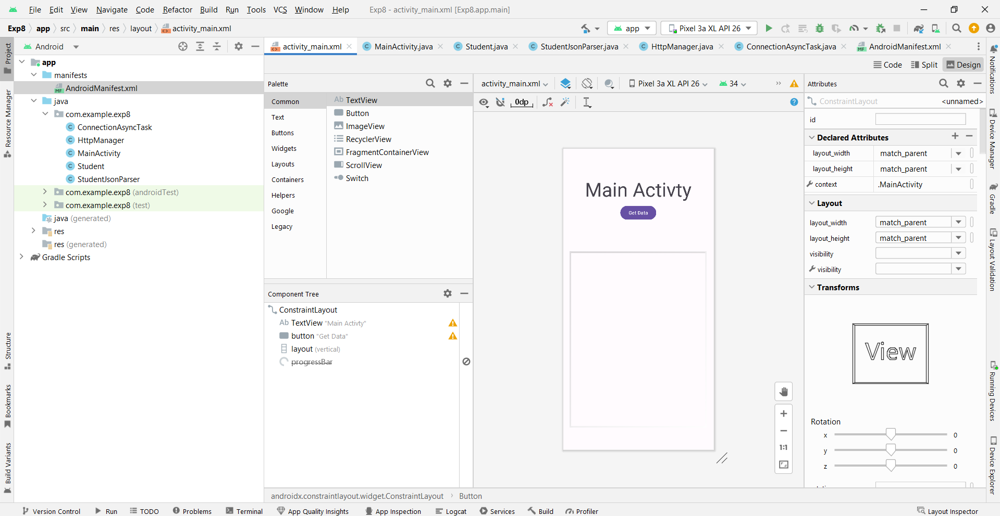 File Edit View Navigate Code Refactor Build Run Tools VCS Window Help Exp8 - activity_main.xml [Exp8.app.main]
Exp8 app src main res layout activity_main.xml app Pixel 3a XL API 26
Project
Resource Manager
Structure
Bookmarks
Build Variants
Android
app
manifests
AndroidManifest.xml
java
com.example.exp8
ConnectionAsyncTask
HttpManager
MainActivity
Student
StudentJsonParser
com.example.exp8 (androidTest)
com.example.exp8 (test)
java (generated)
res
res (generated)
Gradle Scripts
activity_main.xml MainActivity.java Student.java StudentJsonParser.java HttpManager.java ConnectionAsyncTask.java AndroidManifest.xml
Code Split Design
Palette
Common
Text
Buttons
Widgets
Layouts
Containers
Helpers
Google
Legacy
Ab TextView
Button
ImageView
RecyclerView
FragmentContainerView
ScrollView
Switch
Component Tree
ConstraintLayout
Ab TextView "Main Activty"
button "Get Data"
layout (vertical)
progressBar
activity_main.xml Pixel 3a XL API 26 34
0dp
Main Activty
Get Data
1:1
androidx.constraintlayout.widget.ConstraintLayout Button
Attributes
ConstraintLayout <unnamed>
id
Declared Attributes
layout_width match_parent
layout_height match_parent
context .MainActivity
Layout
layout_width match_parent
layout_height match_parent
visibility
visibility
Transforms
View
Rotation
x 0
y 0
z 0
Notifications
Device Manager
Gradle
Layout Validation
Running Devices
Device Explorer
Version Control Run TODO Problems Terminal App Quality Insights App Inspection Logcat Services Build Profiler Layout Inspector